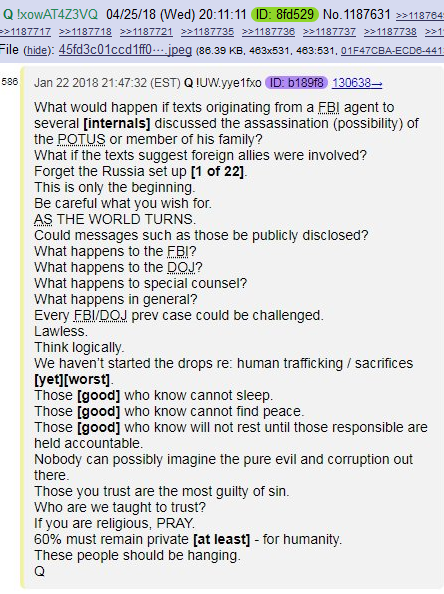 Q !xowAT4Z3VQ 04/25/18 (Wed) 20:11:11 ID: 8fd529 No.1187631 >>118764
>>1187717 >>1187718 >>1187721 >>1187735 >>1187736 >>1187737 >>1187738
File (hide): 45fd3c01ccd1ff0⋯.jpeg (86.39 KB, 463x531, 463:531, 01F47CBA-ECD6-441
586
Jan 22 2018 21:47:32 (EST) Q !UW.yye1fxo ID: b189f8 130638→
What would happen if texts originating from a FBI agent to
several [internals] discussed the assassination (possibility) of
the POTUS or member of his family?
What if the texts suggest foreign allies were involved?
Forget the Russia set up [1 of 22].
This is only the beginning.
Be careful what you wish for.
AS THE WORLD TURNS.
Could messages such as those be publicly disclosed?
What happens to the FBI?
What happens to the DOJ?
What happens to special counsel?
What happens in general?
Every FBI/DOJ prev case could be challenged.
Lawless.
Think logically.
We haven't started the drops re: human trafficking / sacrifices
[yet][worst].
Those [good] who know cannot sleep.
Those [good] who know cannot find peace.
Those [good] who know will not rest until those responsible are
held accountable.
Nobody can possibly imagine the pure evil and corruption out
there.
Those you trust are the most guilty of sin.
Who are we taught to trust?
If you are religious, PRAY.
60% must remain private [at least] - for humanity.
These people should be hanging.
Q